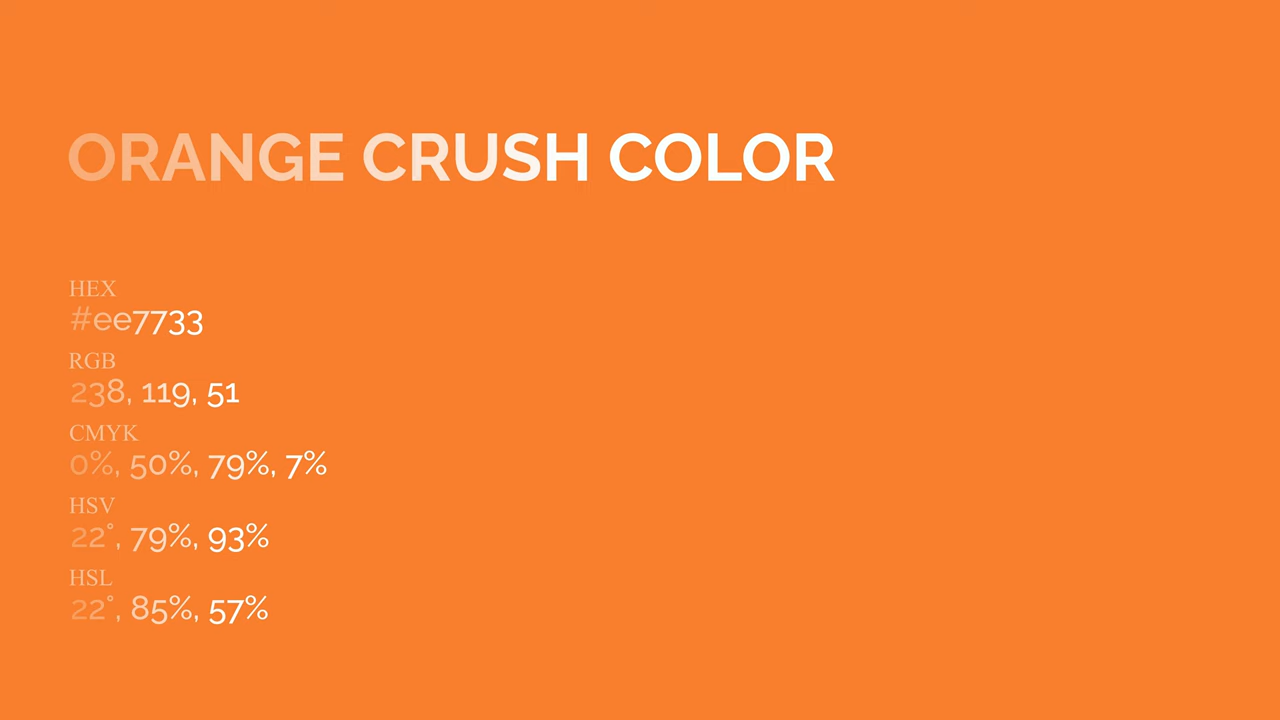 ORANGE CRUSH COLOR
HEX
#ee7733
RGB
238, 119, 51
CMYK
0%, 50%, 79%, 7%
HSV
22°, 79%, 93%
HSL
22°, 85%, 57%